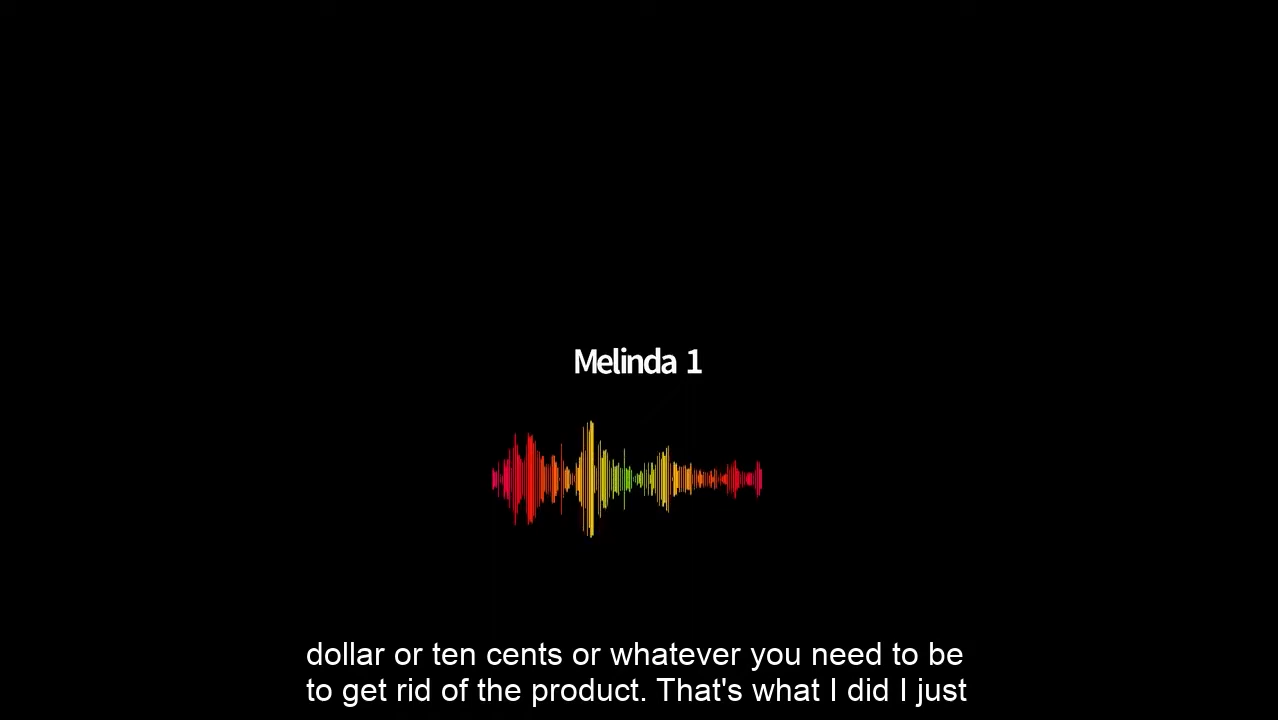 Melinda 1
dollar or ten cents or whatever you need to be
to get rid of the product. That's what I did I just